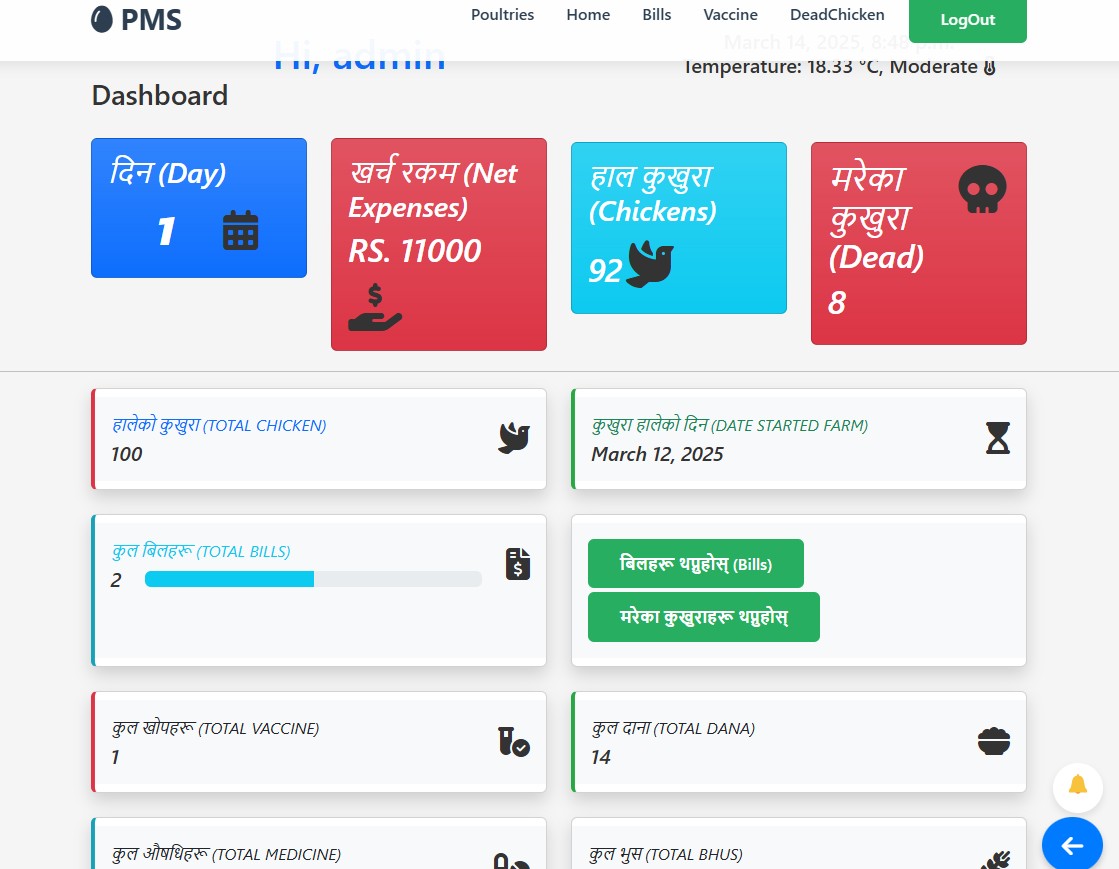 PMS
Poultries
Home
Bills
Vaccine
DeadChicken
LogOut
Hi, admin
March 14, 2025, 8:48 p.m.
Temperature: 18.33 °C, Moderate
Dashboard
दिन (Day)
1
खर्च रकम (Net
Expenses)
RS. 11000
हाल कुखुरा
(Chickens)
92
मरेका
कुखुरा
(Dead)
8
हालेको कुखुरा (TOTAL CHICKEN)
100
कुखुरा हालेको दिन (DATE STARTED FARM)
March 12, 2025
कुल बिलहरू (TOTAL BILLS)
2
बिलहरू थप्नुहोस् (Bills)
मरेका कुखुराहरू थप्नुहोस्
कुल खोपहरू (TOTAL VACCINE)
1
कुल दाना (TOTAL DANA)
14
कुल औषधिहरू (TOTAL MEDICINE)
कुल भुस (TOTAL BHUS)